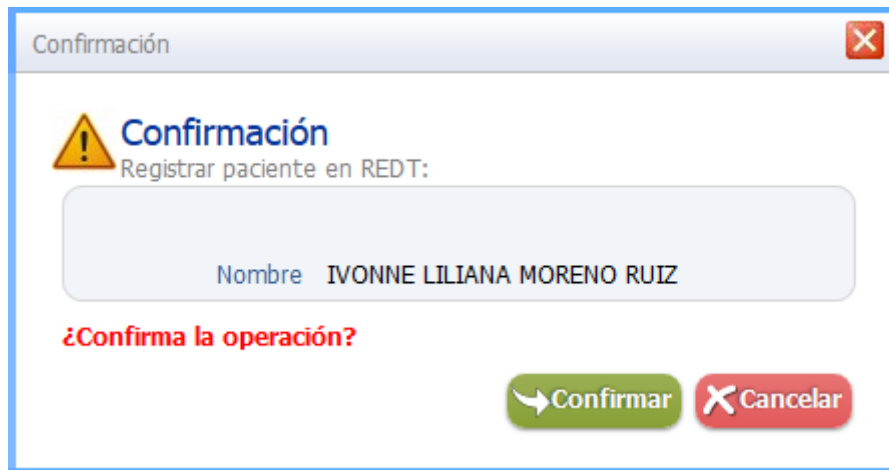 Confirmación
Confirmación
Registrar paciente en REDT:
Nombre IVONNE LILIANA MORENO RUIZ
¿Confirma la operación?
Confirmar Cancelar